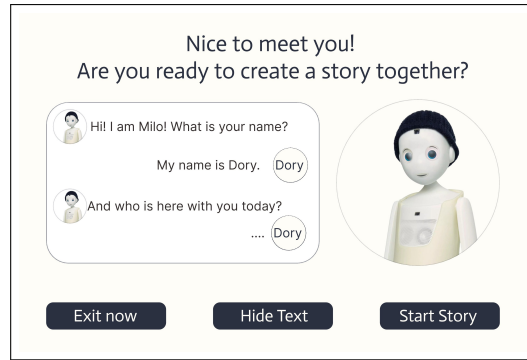 Nice to meet you!
Are you ready to create a story together?
Hi! I am Milo! What is your name?
My name is Dory. Dory
And who is here with you today?
.... Dory
Exit now Hide Text Start Story